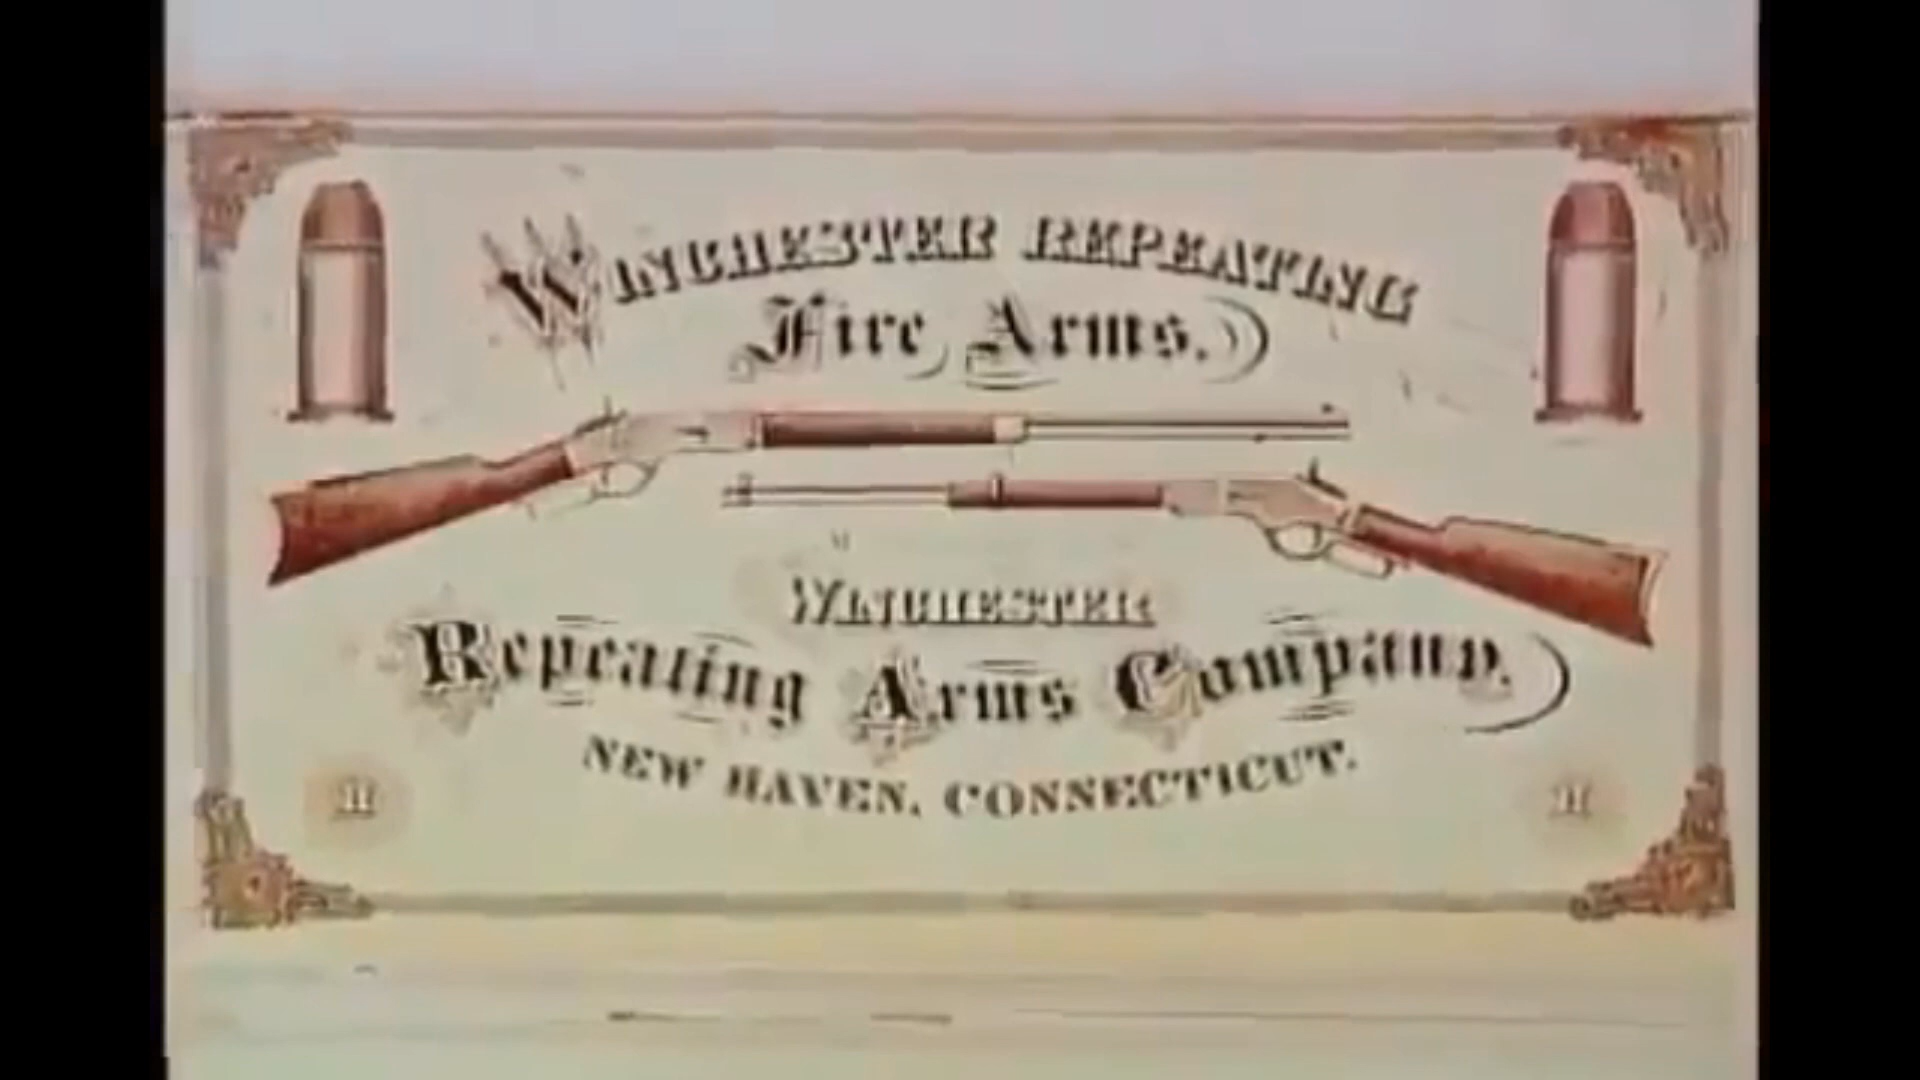 WINCHESTER REPEATING
Fire Arms.
WINCHESTER
Repeating Arms Company.
NEW HAVEN, CONNECTICUT.
H
H